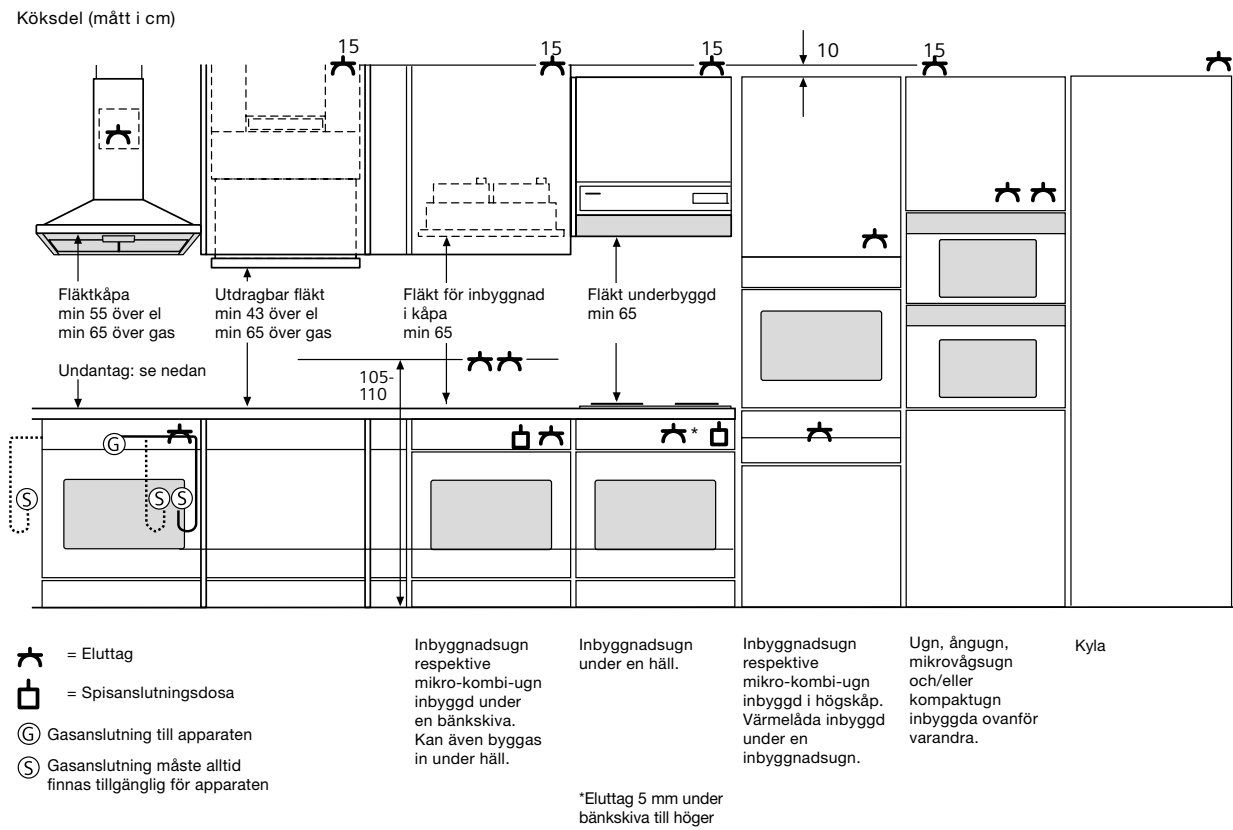 Köksdel (mått i cm)
15
15
15
10
15
Fläktkåpa
min 55 över el
min 65 över gas
Utdragbar fläkt
min 43 över el
min 65 över gas
Fläkt för inbyggnad
i kåpa
min 65
Fläkt underbyggd
min 65
Undantag: se nedan
105-
110
G
*
S
S
S
= Eluttag
= Spisanslutningsdosa
G Gasanslutning till apparaten
S Gasanslutning måste alltid
finnas tillgänglig för apparaten
Inbyggnadsugn
respektive
mikro-kombi-ugn
inbyggd under
en bänkskiva.
Kan även byggas
in under häll.
Inbyggnadsugn
under en häll.
*Eluttag 5 mm under
bänkskiva till höger
Inbyggnadsugn
respektive
mikro-kombi-ugn
inbyggd i högskåp.
Värmelåda inbyggd
under en
inbyggnadsugn.
Ugn, ångugn,
mikrovågsugn
och/eller
kompaktugn
inbyggda ovanför
varandra.
Kyla